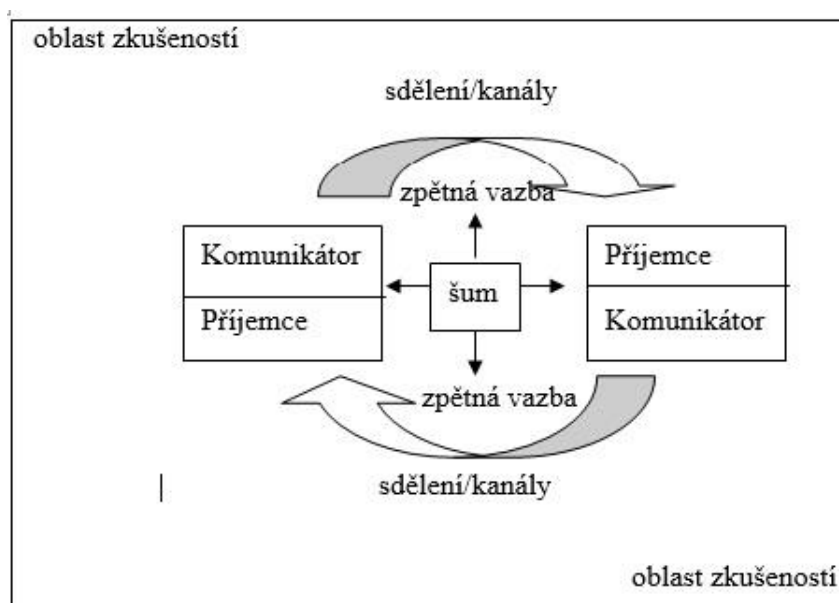 oblast zkušeností
sdělení/kanály
zpětná vazba
Komunikátor
Příjemce
šum
Příjemce
Komunikátor
zpětná vazba
sdělení/kanály
oblast zkušeností